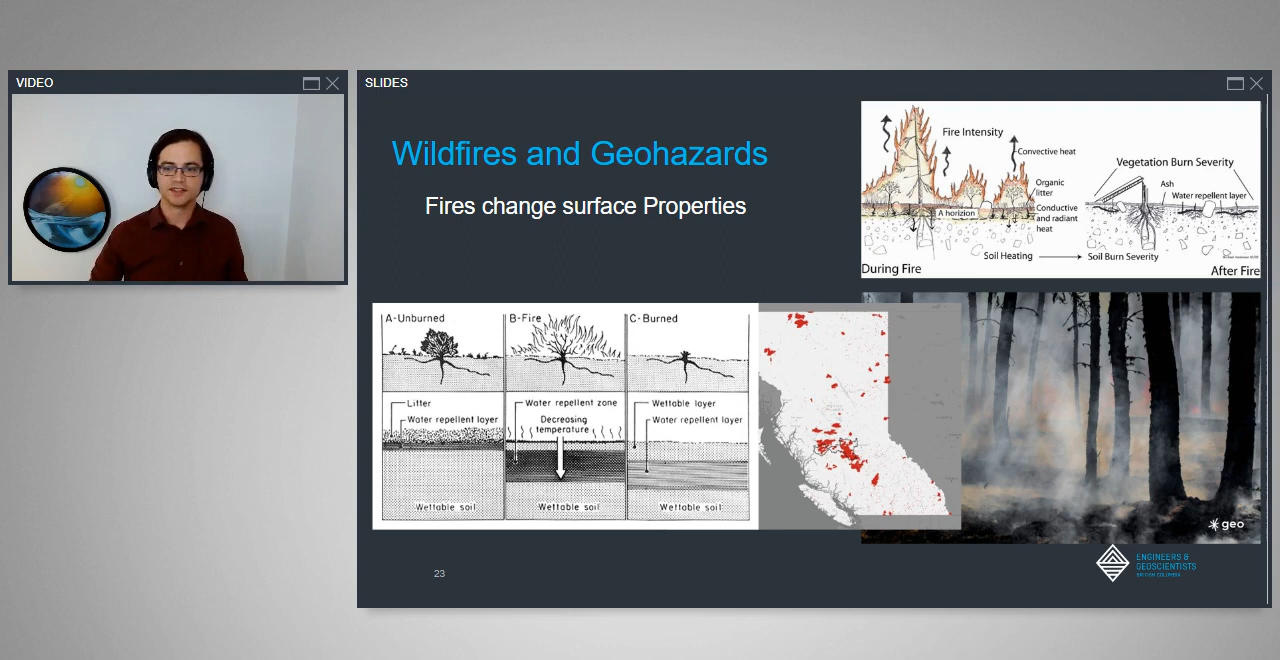 VIDEO
SLIDES
Wildfires and Geohazards
Fires change surface Properties
Fire Intensity
Convective heat
Organic
litter
A horizion
Conductive
and radiant
heat
Soil Heating
During Fire
Vegetation Burn Severity
Ash
Water repellent layer
Soil Burn Severity
After Fire
A-Unburned
B-Fire
C-Burned
Litter
Water repellent layer
Wettable soil
Water repellent zone
Decreasing
temperature
Wettable soil
Wettable layer
Water repellent layer
Wettable soil
geo
23
ENGINEERS &
GEOSCIENTISTS
BRITISH COLUMBIA